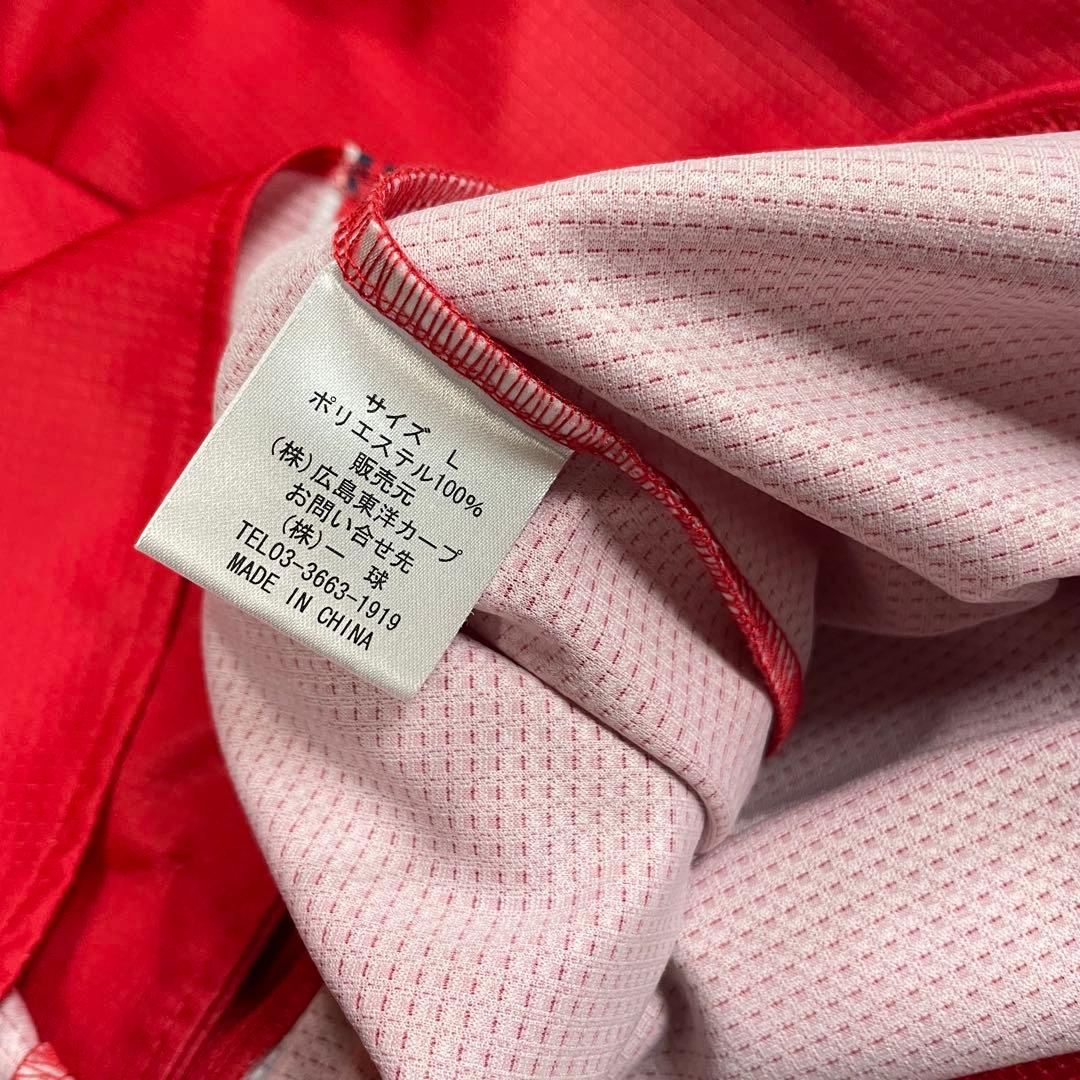 サイズ L
ポリエステル100%
販売元
(株)広島東洋カープ
お問い合せ先
(株)一 球
TEL03-3663-1919
MADE IN CHINA